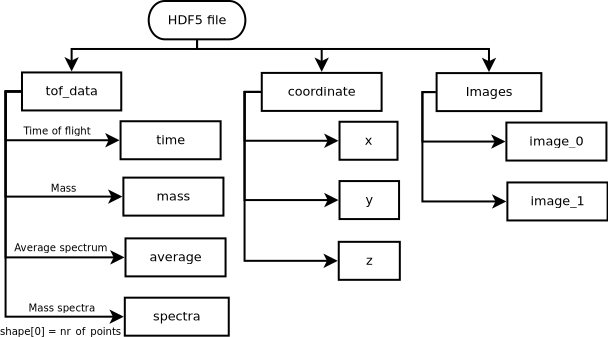 HDF5 file
tof_data
coordinate
Images
Time of flight
time
x
image_0
Mass
mass
y
image_1
Average spectrum
average
z
Mass spectra
spectra
shape[0] = nr of points